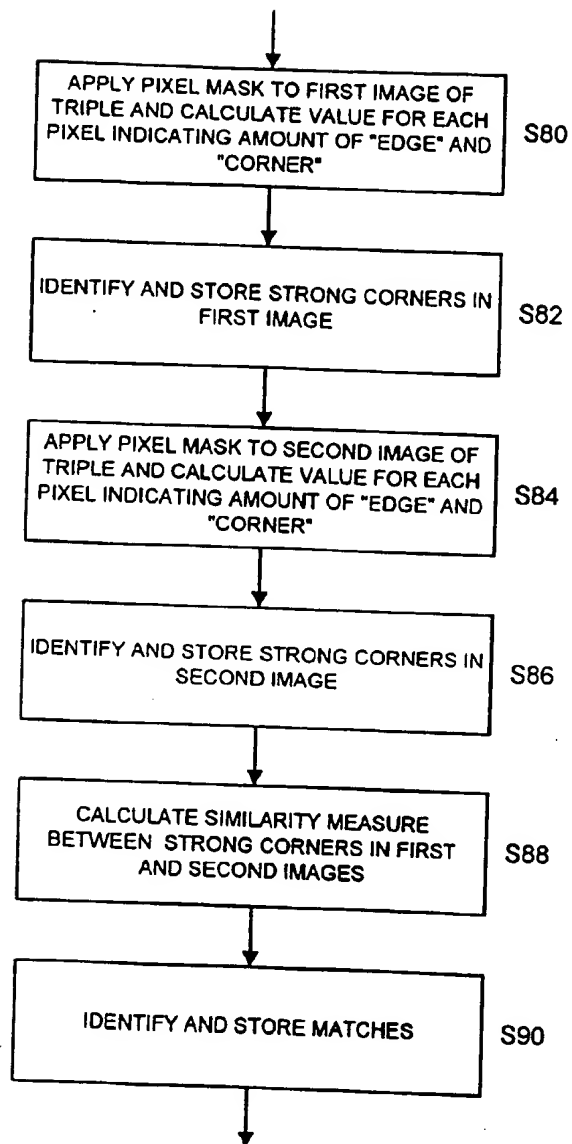 APPLY PIXEL MASK TO FIRST IMAGE OF
TRIPLE AND CALCULATE VALUE FOR EACH
PIXEL INDICATING AMOUNT OF "EDGE" AND
"CORNER"
S80
IDENTIFY AND STORE STRONG CORNERS IN
FIRST IMAGE
S82
APPLY PIXEL MASK TO SECOND IMAGE OF
TRIPLE AND CALCULATE VALUE FOR EACH
PIXEL INDICATING AMOUNT OF "EDGE" AND
"CORNER"
S84
IDENTIFY AND STORE STRONG CORNERS IN
SECOND IMAGE
S86
CALCULATE SIMILARITY MEASURE
BETWEEN STRONG CORNERS IN FIRST
AND SECOND IMAGES
S88
IDENTIFY AND STORE MATCHES
S90